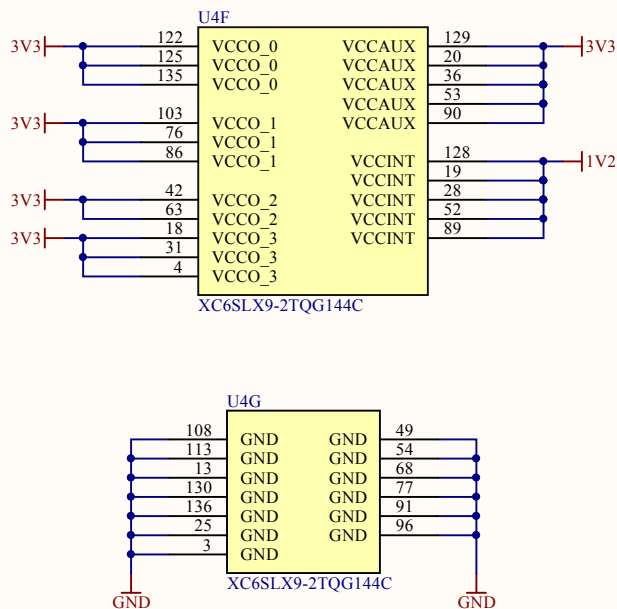 U4F
3V3 122 VCCO_0 VCCAUX 129 3V3
125 VCCO_0 VCCAUX 20
135 VCCO_0 VCCAUX 36
VCCAUX 53
3V3 103 VCCO_1 VCCAUX 90
76 VCCO_1
86 VCCO_1 VCCINT 128 1V2
VCCINT 19
3V3 42 VCCO_2 VCCINT 28
63 VCCO_2 VCCINT 52
3V3 18 VCCO_3 VCCINT 89
31 VCCO_3
4 VCCO_3
XC6SLX9-2TQG144C
U4G
108 GND GND 49
113 GND GND 54
13 GND GND 68
130 GND GND 77
136 GND GND 91
25 GND GND 96
3 GND
XC6SLX9-2TQG144C
GND GND